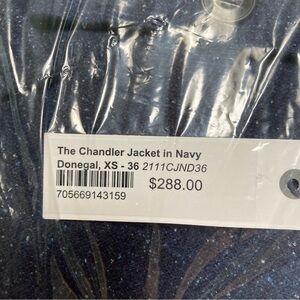 The Chandler Jacket in Navy
Donegal, XS - 36 2111CJND36
$288.00
705669143159